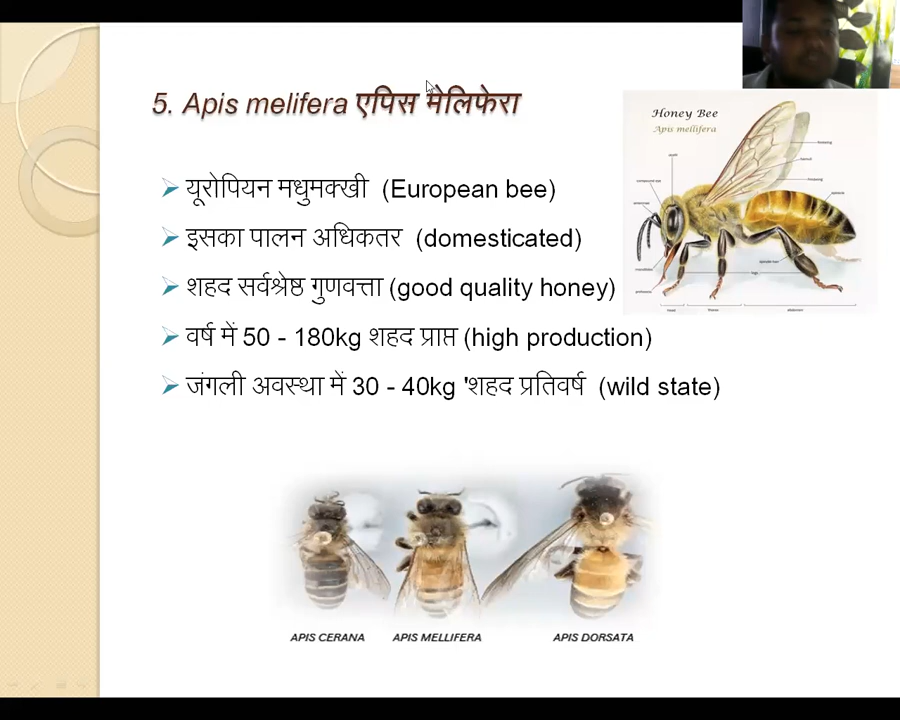 5. Apis melifera एपिस मेलिफेरा
Honey Bee
Apis mellifera
यूरोपियन मधुमक्खी (European bee)
इसका पालन अधिकतर (domesticated)
शहद सर्वश्रेष्ठ गुणवत्ता (good quality honey)
वर्ष में 50 - 180kg शहद प्राप्त (high production)
जंगली अवस्था में 30 - 40kg 'शहद प्रतिवर्ष (wild state)
APIS CERANA APIS MELLIFERA APIS DORSATA